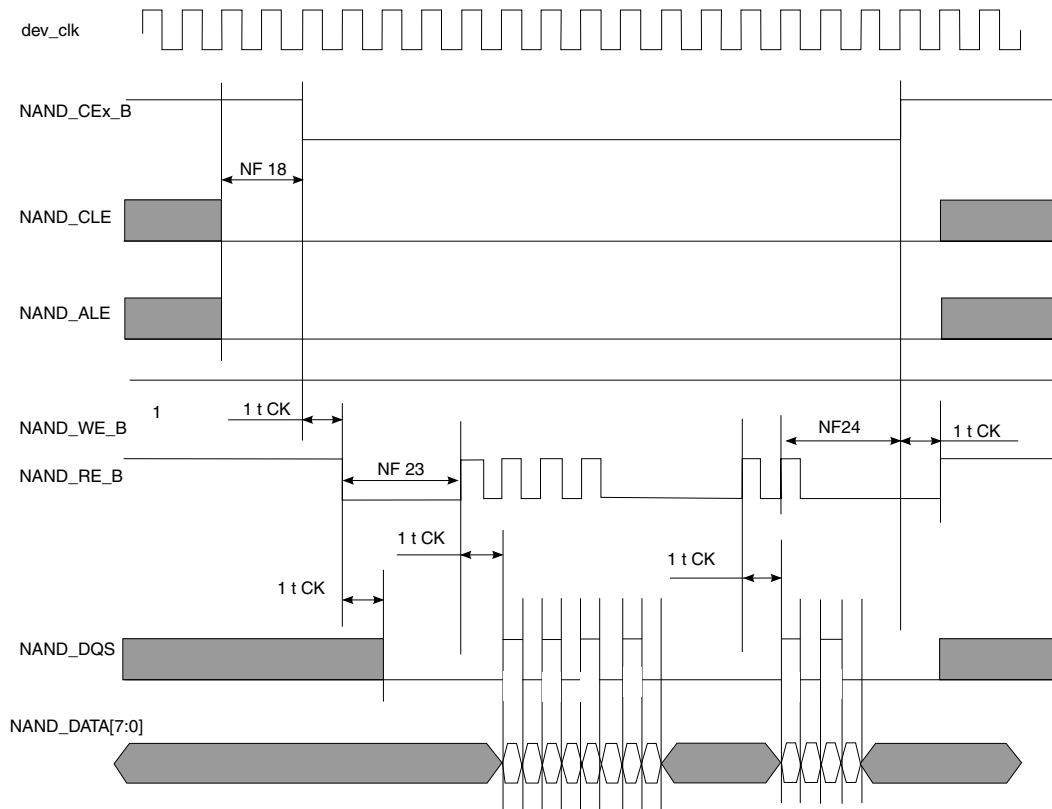 dev_clk
NAND_CEx_B
NF 18
NAND_CLE
NAND_ALE
1
1 t CK
NAND_WE_B
NF24
1 t CK
NAND_RE_B
NF 23
1 t CK
1 t CK
1 t CK
NAND_DQS
NAND_DATA[7:0]